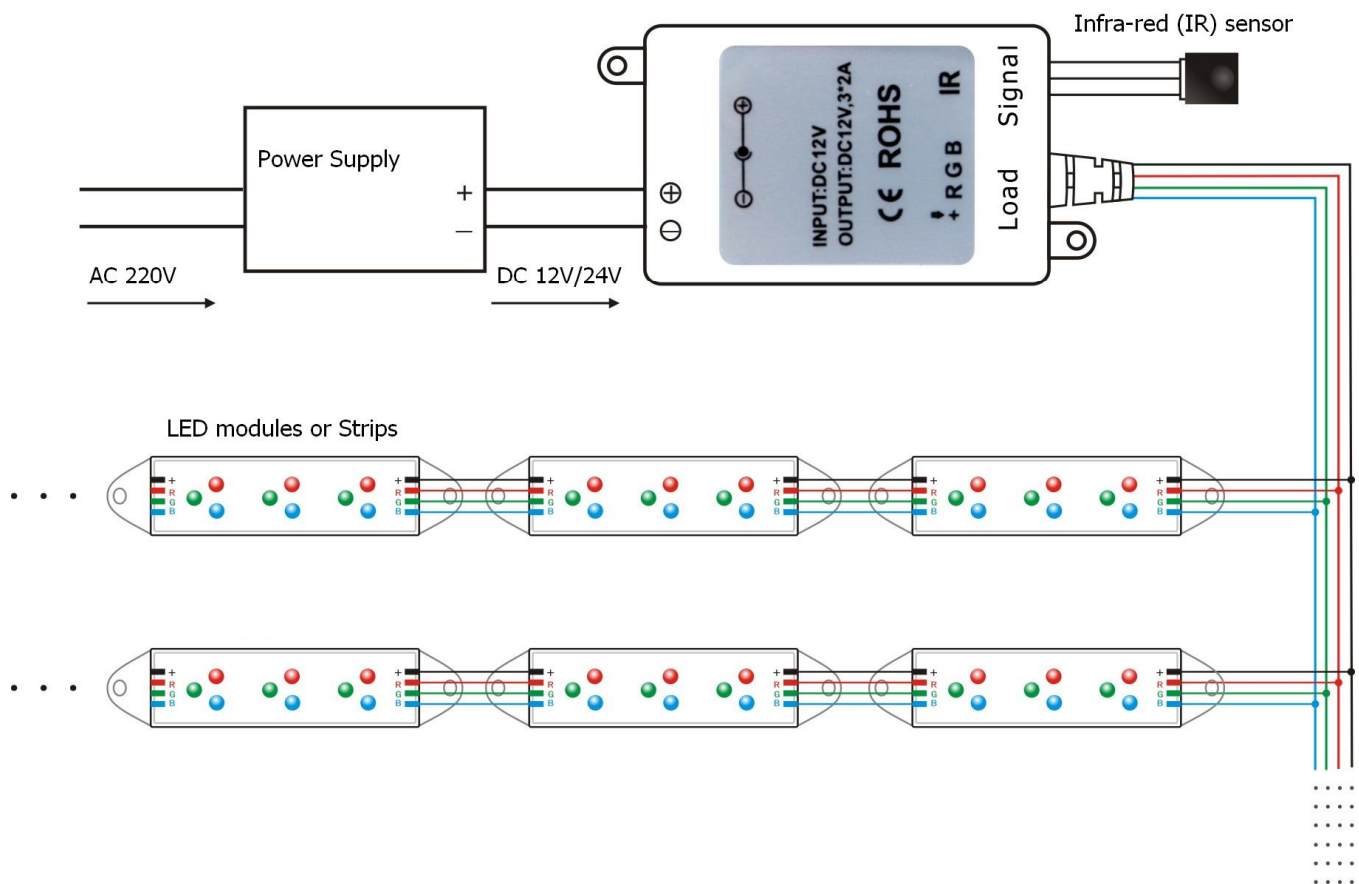 Infra-red (IR) sensor
Power Supply
+
−
AC 220V
DC 12V/24V
INPUT:DC12V
OUTPUT:DC12V,3*2A
CE ROHS
+ R G B IR
Signal
Load
LED modules or Strips
+ + + + + +
R R R R R R
G G G G G G
B B B B B B
+ + + + + +
R R R R R R
G G G G G G
B B B B B B